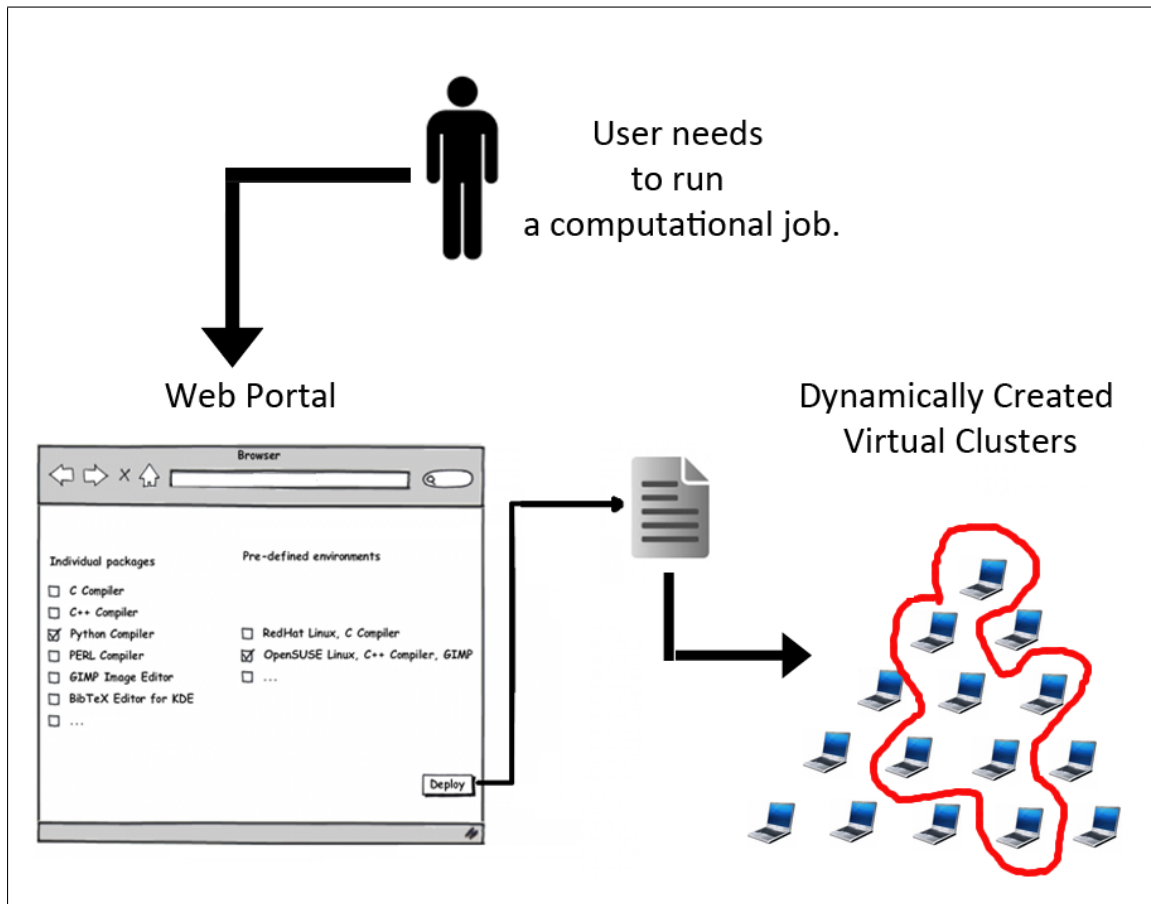 User needs
to run
a computational job.
Web Portal
Dynamically Created
Virtual Clusters
Browser
X
Individual packages
C Compiler
C++ Compiler
Python Compiler
PERL Compiler
GIMP Image Editor
BibTeX Editor for KDE
...
Pre-defined environments
RedHat Linux, C Compiler
OpenSUSE Linux, C++ Compiler, GIMP
...
Deploy